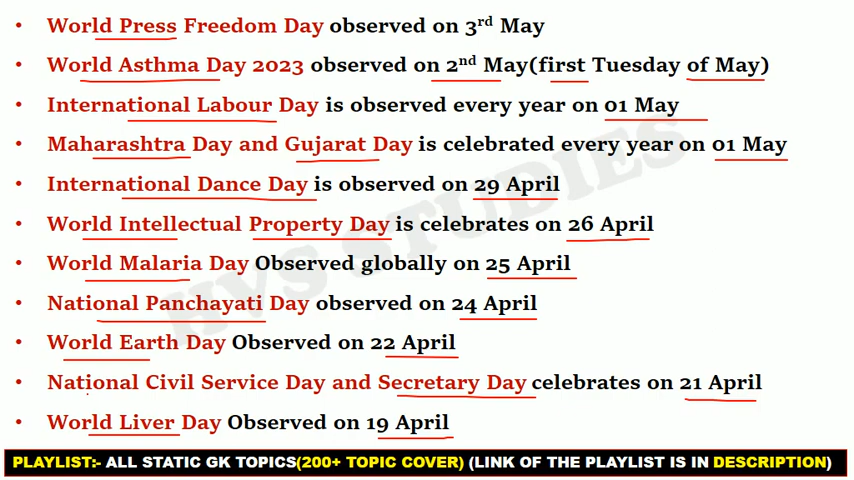 • World Press Freedom Day observed on 3rd May
• World Asthma Day 2023 observed on 2nd May(first Tuesday of May)
• International Labour Day is observed every year on 01 May
• Maharashtra Day and Gujarat Day is celebrated every year on 01 May
• International Dance Day is observed on 29 April
• World Intellectual Property Day is celebrates on 26 April
• World Malaria Day Observed globally on 25 April
• National Panchayati Day observed on 24 April
• World Earth Day Observed on 22 April
• National Civil Service Day and Secretary Day celebrates on 21 April
• World Liver Day Observed on 19 April
HVS STUDIES
PLAYLIST:- ALL STATIC GK TOPICS(200+ TOPIC COVER) (LINK OF THE PLAYLIST IS IN DESCRIPTION)